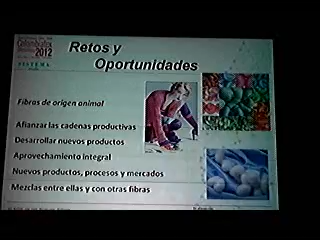 Colombiatex
2012
SISTEMA
Retos y
Oportunidades
Fibras de origen animal
Afianzar las cadenas productivas
Desarrollar nuevos productos
Aprovechamiento integral
Nuevos productos, procesos y mercados
Mezclas entre ellas y con otras fibras